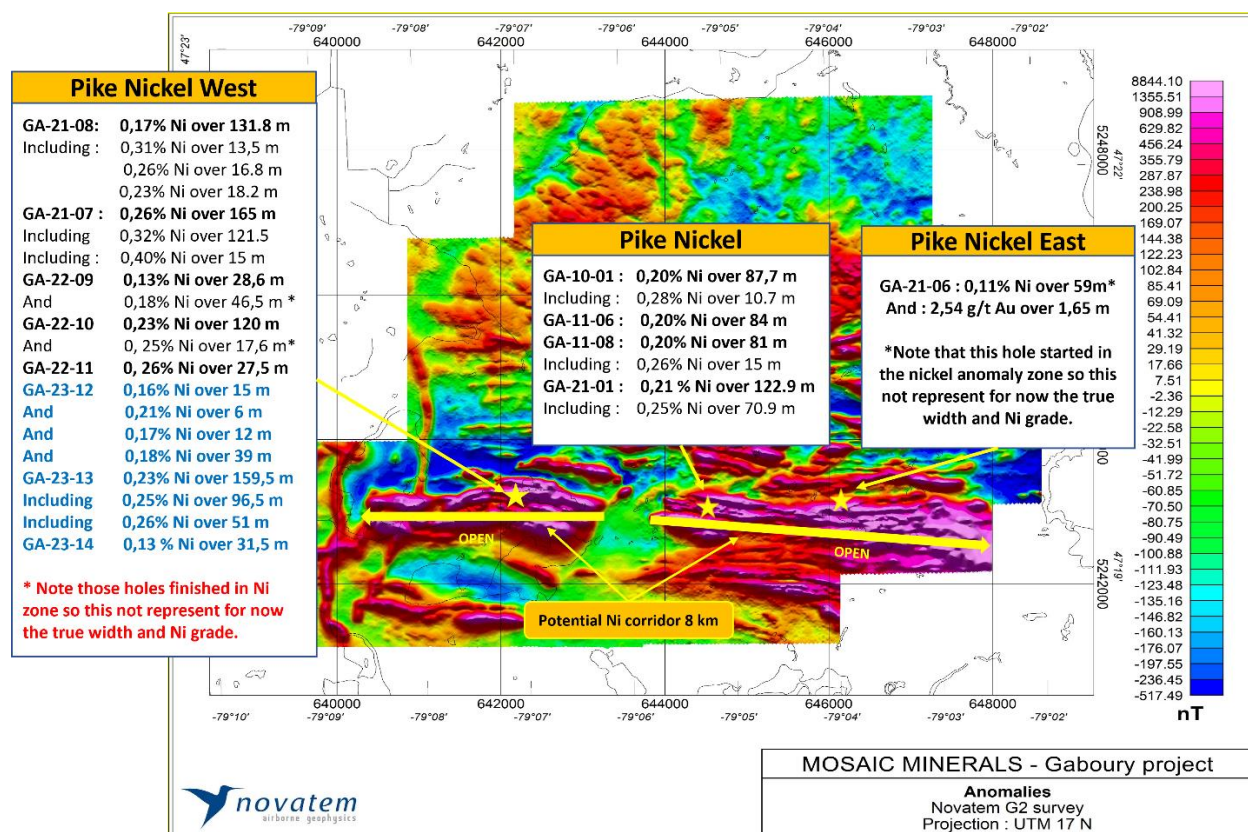 -79°09'
-79°08'
-79°07'
-79°06'
-79°05'
-79°04'
-79°03'
-79°02'
640000
642000
644000
646000
648000
47°23'
Pike Nickel West
GA-21-08: 0,17% Ni over 131.8 m
Including : 0,31% Ni over 13,5 m
0,26% Ni over 16.8 m
0,23% Ni over 18.2 m
GA-21-07 : 0,26% Ni over 165 m
Including 0,32% Ni over 121.5
Including : 0,40% Ni over 15 m
GA-22-09 0,13% Ni over 28,6 m
And 0,18% Ni over 46,5 m *
GA-22-10 0,23% Ni over 120 m
And 0, 25% Ni over 17,6 m*
GA-22-11 0, 26% Ni over 27,5 m
GA-23-12 0,16% Ni over 15 m
And 0,21% Ni over 6 m
And 0,17% Ni over 12 m
And 0,18% Ni over 39 m
GA-23-13 0,23% Ni over 159,5 m
Including 0,25% Ni over 96,5 m
Including 0,26% Ni over 51 m
GA-23-14 0,13 % Ni over 31,5 m
* Note those holes finished in Ni
zone so this not represent for now
the true width and Ni grade.
Pike Nickel
GA-10-01 : 0,20% Ni over 87,7 m
Including : 0,28% Ni over 10.7 m
GA-11-06 : 0,20% Ni over 84 m
GA-11-08 : 0,20% Ni over 81 m
Including : 0,26% Ni over 15 m
GA-21-01 : 0,21 % Ni over 122.9 m
Including : 0,25% Ni over 70.9 m
Pike Nickel East
GA-21-06 : 0,11% Ni over 59m*
And : 2,54 g/t Au over 1,65 m
*Note that this hole started in
the nickel anomaly zone so this
not represent for now the true
width and Ni grade.
OPEN
OPEN
Potential Ni corridor 8 km
5248000
47°22'
47°19'
5242000
8844.10
1355.51
908.99
629.82
456.24
355.79
287.87
238.98
200.25
169.07
144.38
122.23
102.84
85.41
69.09
54.41
41.32
29.19
17.66
7.51
-2.36
-12.29
-22.58
-32.51
-41.99
-51.72
-60.85
-70.50
-80.75
-90.49
-100.88
-111.93
-123.48
-135.16
-146.82
-160.13
-176.07
-197.55
-236.45
-517.49
nT
640000
642000
644000
646000
648000
-79°10'
-79°09'
-79°08'
-79°07'
-79°06'
-79°05'
-79°04'
-79°03'
-79°02'
novatem
airborne geophysics
MOSAIC MINERALS - Gaboury project
Anomalies
Novatem G2 survey
Projection : UTM 17 N